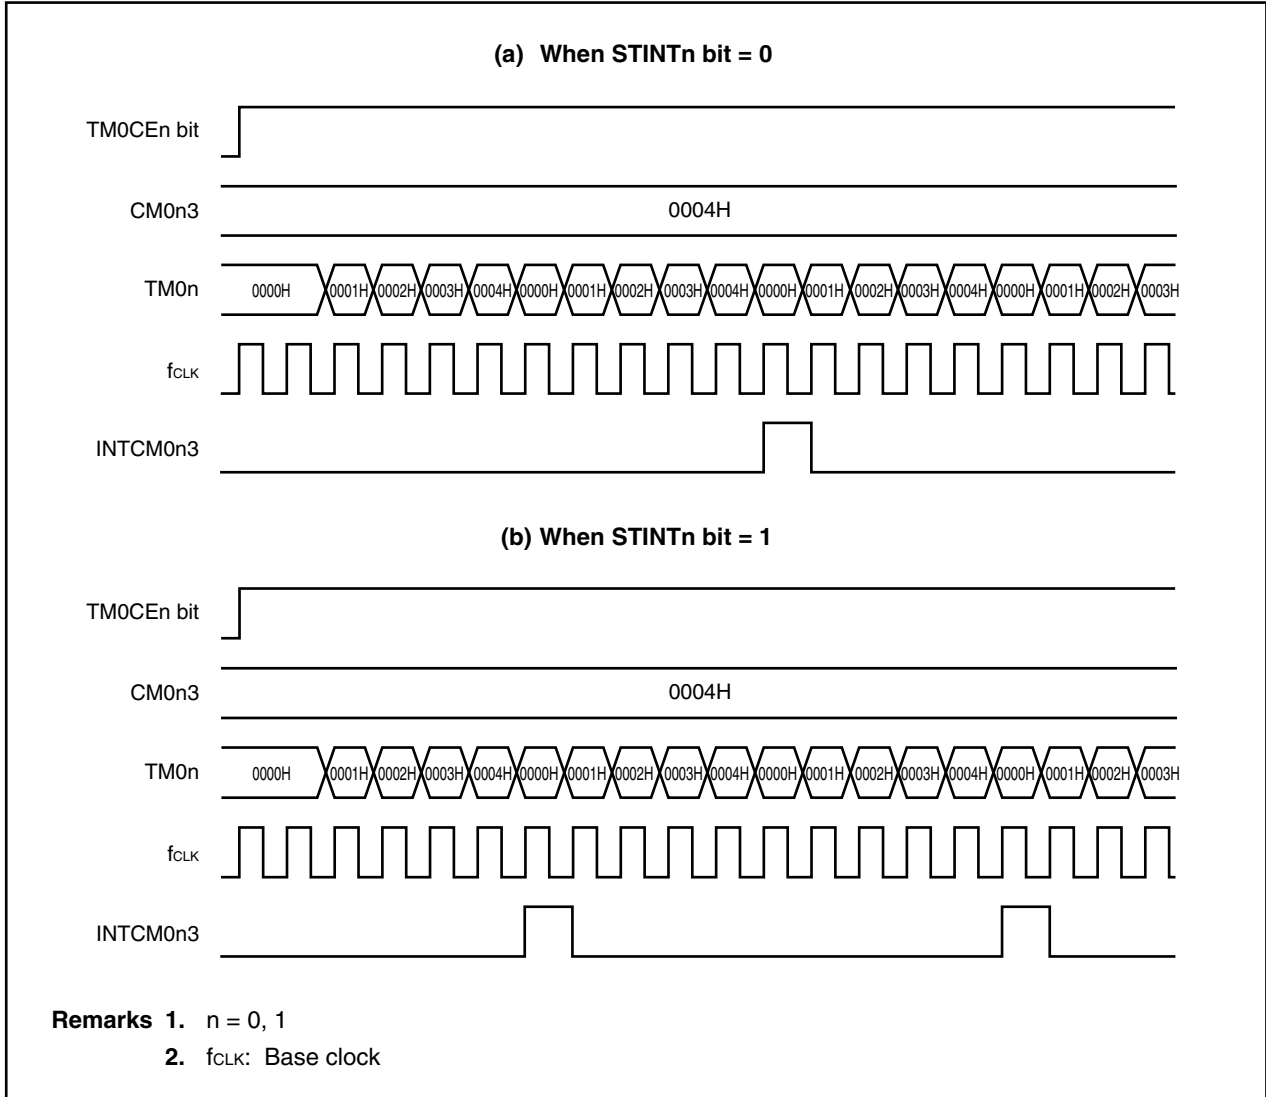 (a) When STINTn bit = 0
TM0CEn bit
CM0n3 0004H
TM0n 0000H 0001H 0002H 0003H 0004H 0000H 0001H 0002H 0003H 0004H 0000H 0001H 0002H 0003H 0004H 0000H 0001H 0002H 0003H
fCLK
INTCM0n3
(b) When STINTn bit = 1
TM0CEn bit
CM0n3 0004H
TM0n 0000H 0001H 0002H 0003H 0004H 0000H 0001H 0002H 0003H 0004H 0000H 0001H 0002H 0003H 0004H 0000H 0001H 0002H 0003H
fCLK
INTCM0n3
Remarks 1. n = 0, 1
2. fCLK: Base clock